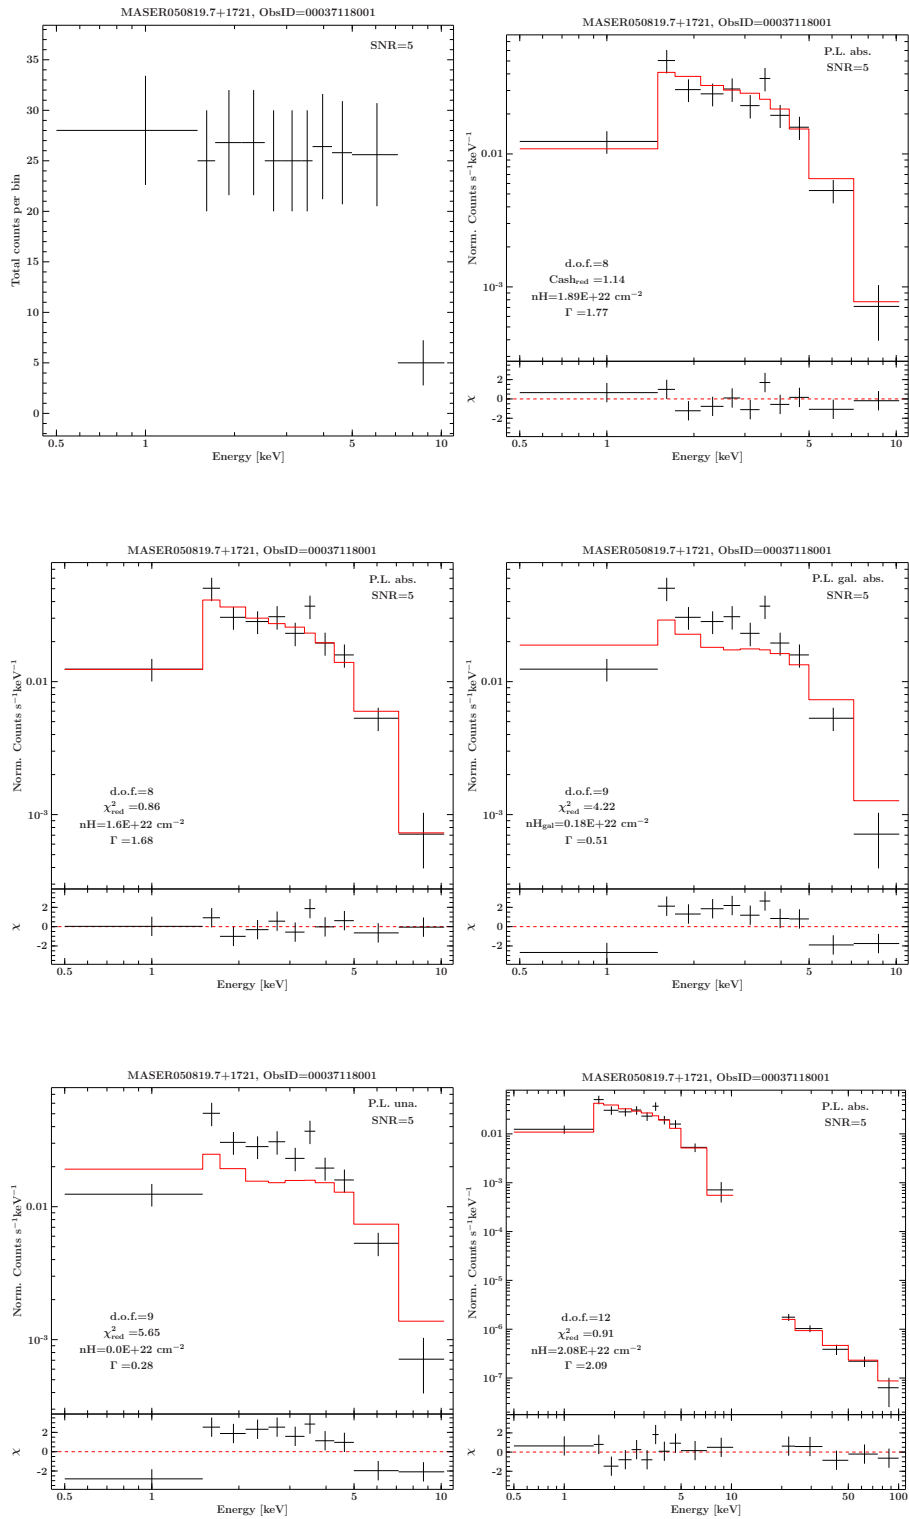 MASER050819.7+1721, ObsID=00037118001
SNR=5
Total counts per bin
35
30
25
20
15
10
5
0
0.5 1 5 10
Energy [keV]
MASER050819.7+1721, ObsID=00037118001
P.L. abs.
SNR=5
Norm. Counts s⁻¹keV⁻¹
0.01
10⁻³
d.o.f.=8
Cash_red =1.14
nH=1.89E+22 cm⁻²
Γ =1.77
χ
2
0
-2
0.5 1 5 10
Energy [keV]
MASER050819.7+1721, ObsID=00037118001
P.L. abs.
SNR=5
Norm. Counts s⁻¹keV⁻¹
0.01
10⁻³
d.o.f.=8
χ²_red =0.86
nH=1.6E+22 cm⁻²
Γ =1.68
χ
2
0
-2
0.5 1 5 10
Energy [keV]
MASER050819.7+1721, ObsID=00037118001
P.L. gal. abs.
SNR=5
Norm. Counts s⁻¹keV⁻¹
0.01
10⁻³
d.o.f.=9
χ²_red =4.22
nH_gal=0.18E+22 cm⁻²
Γ =0.51
χ
2
0
-2
0.5 1 5 10
Energy [keV]
MASER050819.7+1721, ObsID=00037118001
P.L. una.
SNR=5
Norm. Counts s⁻¹keV⁻¹
0.01
10⁻³
d.o.f.=9
χ²_red =5.65
nH=0.0E+22 cm⁻²
Γ =0.28
χ
2
0
-2
0.5 1 5 10
Energy [keV]
MASER050819.7+1721, ObsID=00037118001
P.L. abs.
SNR=5
Norm. Counts s⁻¹keV⁻¹
0.01
10⁻³
10⁻⁴
10⁻⁵
10⁻⁶
10⁻⁷
d.o.f.=12
χ²_red =0.91
nH=2.08E+22 cm⁻²
Γ =2.09
χ
2
0
-2
0.5 1 5 10 50 100
Energy [keV]